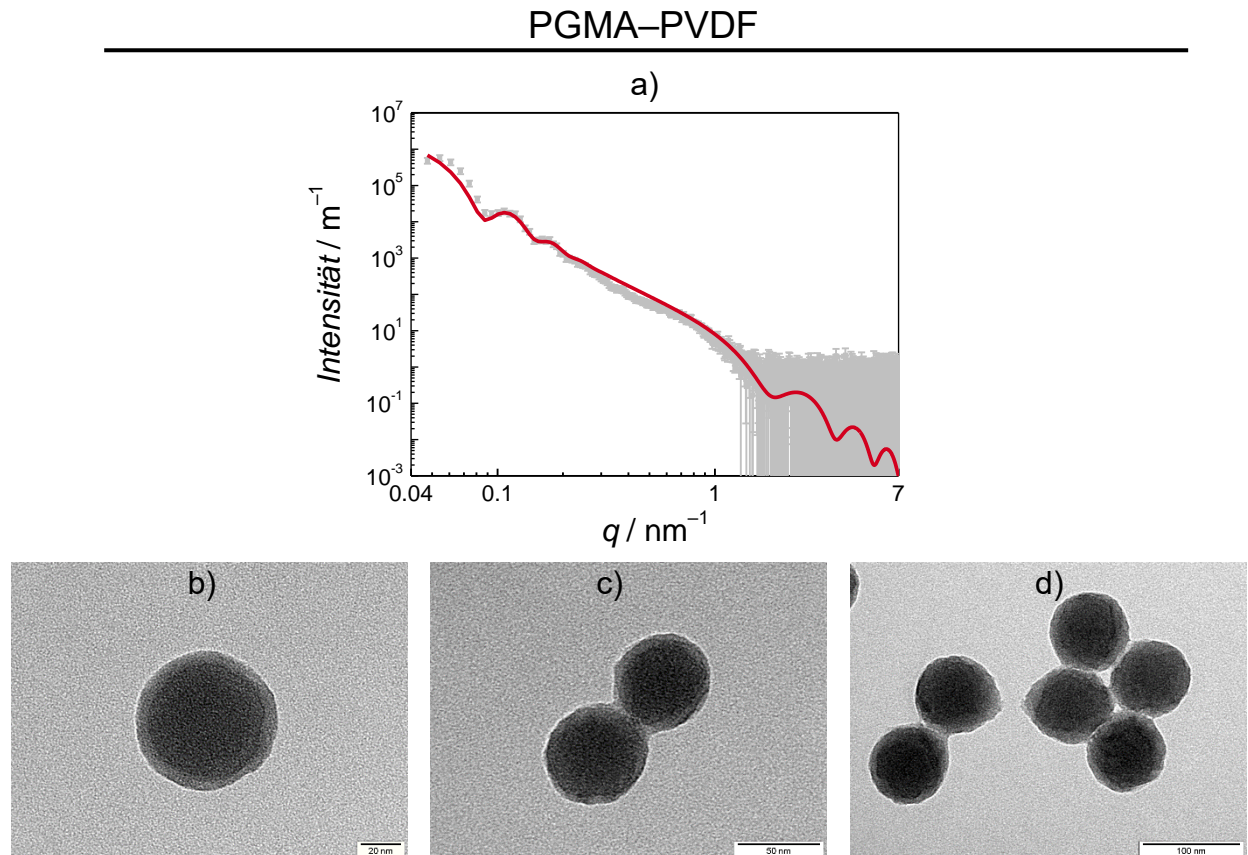 PGMA–PVDF
a)
10⁷
10⁵
10³
10¹
10⁻¹
10⁻³
Intensität / m⁻¹
0.04 0.1 1 7
q / nm⁻¹
b) c) d)
20 nm 50 nm 100 nm